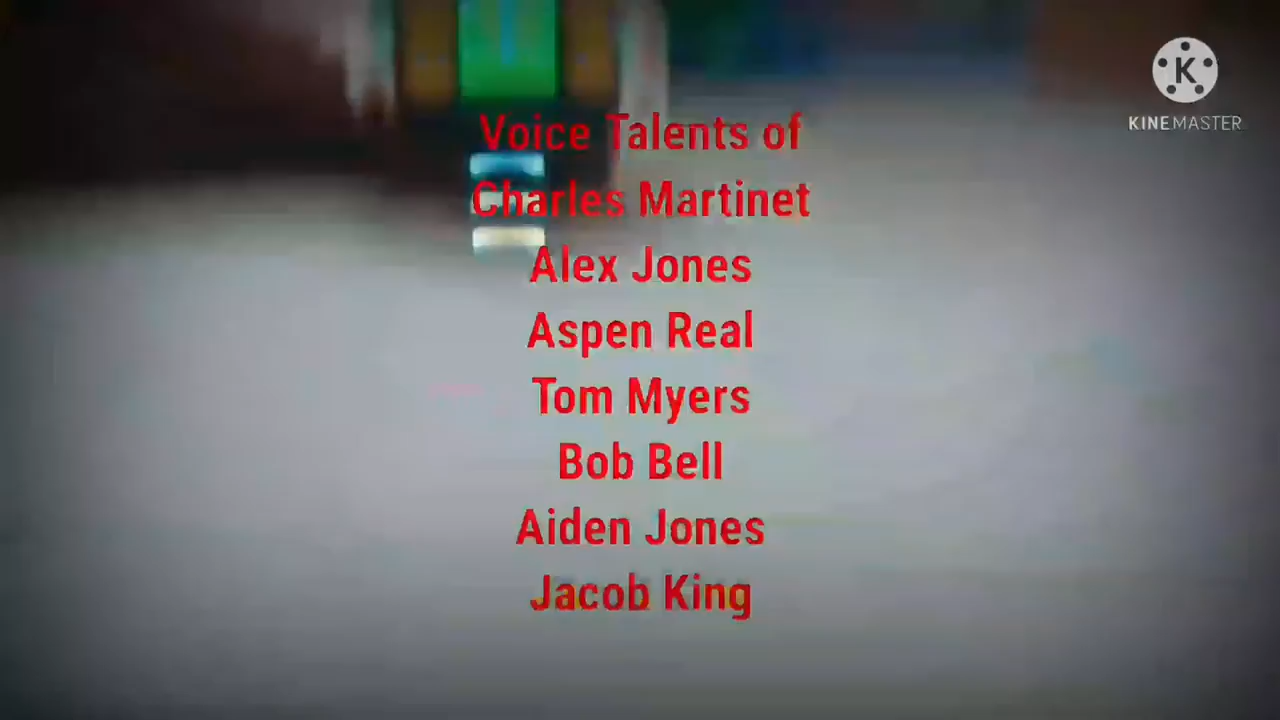 K
KINEMASTER
Voice Talents of
Charles Martinet
Alex Jones
Aspen Real
Tom Myers
Bob Bell
Aiden Jones
Jacob King